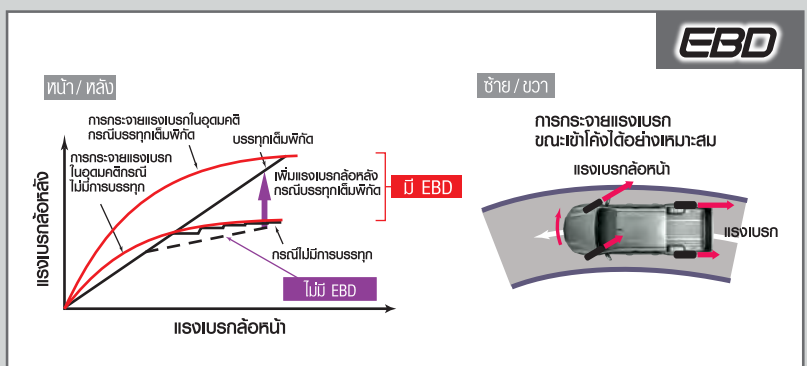 EBD
หน้า / หลัง
การกระจายแรงเบรกในอุดมคติ
กรณีบรรทุกเต็มพิกัด
บรรทุกเต็มพิกัด
การกระจายแรงเบรก
ในอุดมคติกรณี
ไม่มีการบรรทุก
เพิ่มแรงเบรกล้อหลัง
กรณีบรรทุกเต็มพิกัด
มี EBD
กรณีไม่มีการบรรทุก
ไม่มี EBD
แรงเบรกล้อหลัง
แรงเบรกล้อหน้า
ซ้าย / ขวา
การกระจายแรงเบรก
ขณะเข้าโค้งได้อย่างเหมาะสม
แรงเบรกล้อหน้า
แรงเบรก